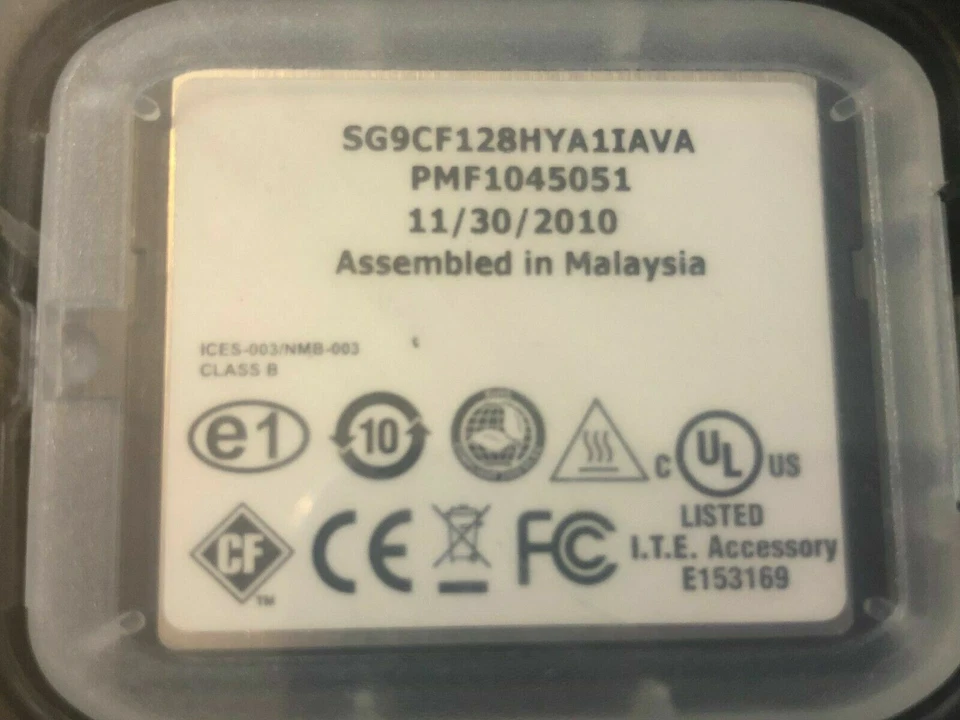 SG9CF128HYA1IAVA
PMF1045051
11/30/2010
Assembled in Malaysia
ICES-003/NMB-003
CLASS B
e1
10
C UL US
LISTED
I.T.E. Accessory
E153169
CF
TM
CE
FC